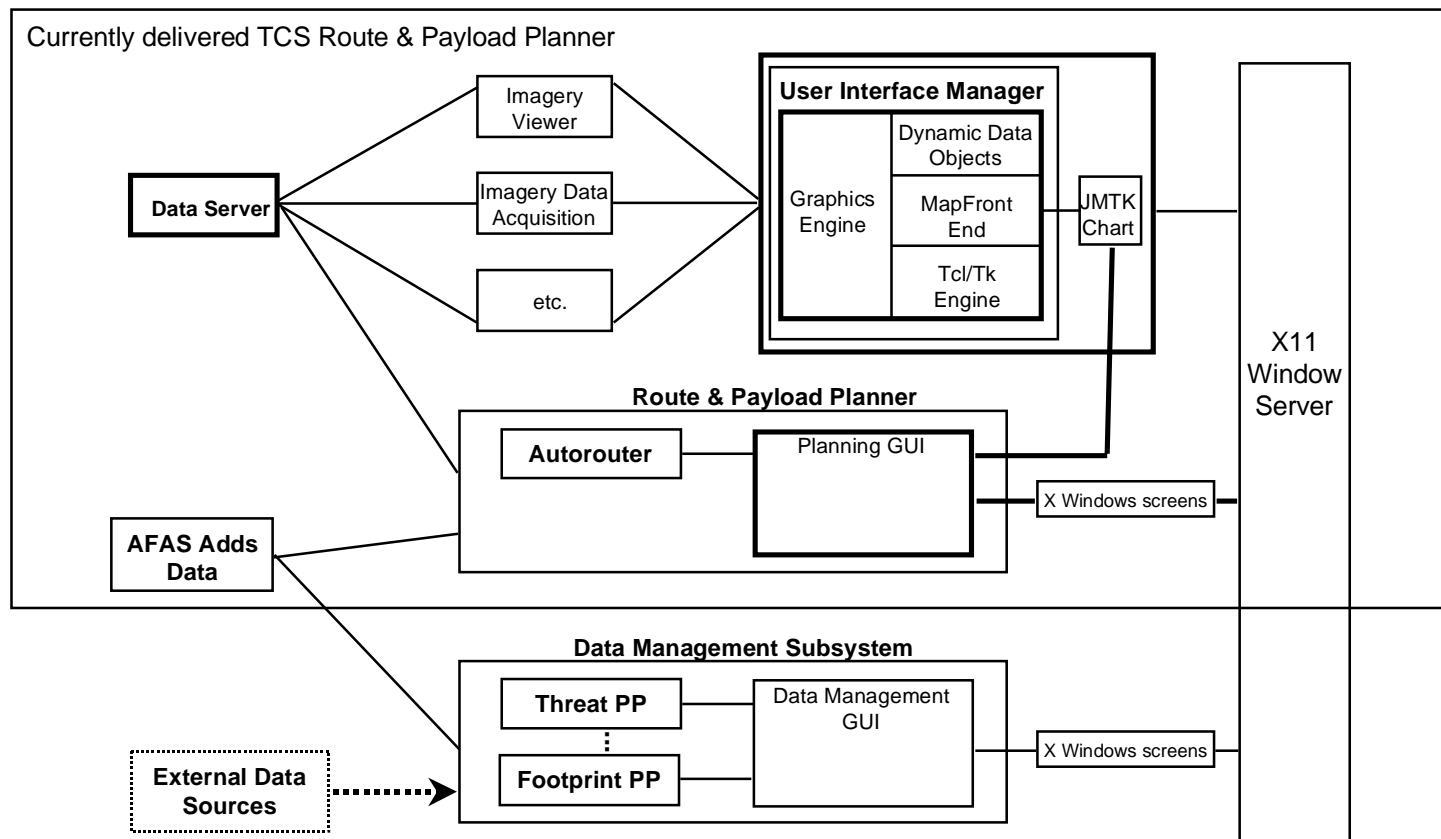 Currently delivered TCS Route & Payload Planner
Imagery
Viewer
User Interface Manager
Dynamic Data
Objects
Data Server
Imagery Data
Acquisition
Graphics
Engine
MapFront
End
JMTK
Chart
etc.
Tcl/Tk
Engine
X11
Window
Server
Route & Payload Planner
Autorouter
Planning GUI
X Windows screens
AFAS Adds
Data
Data Management Subsystem
Threat PP
Data Management
GUI
X Windows screens
External Data
Sources
Footprint PP